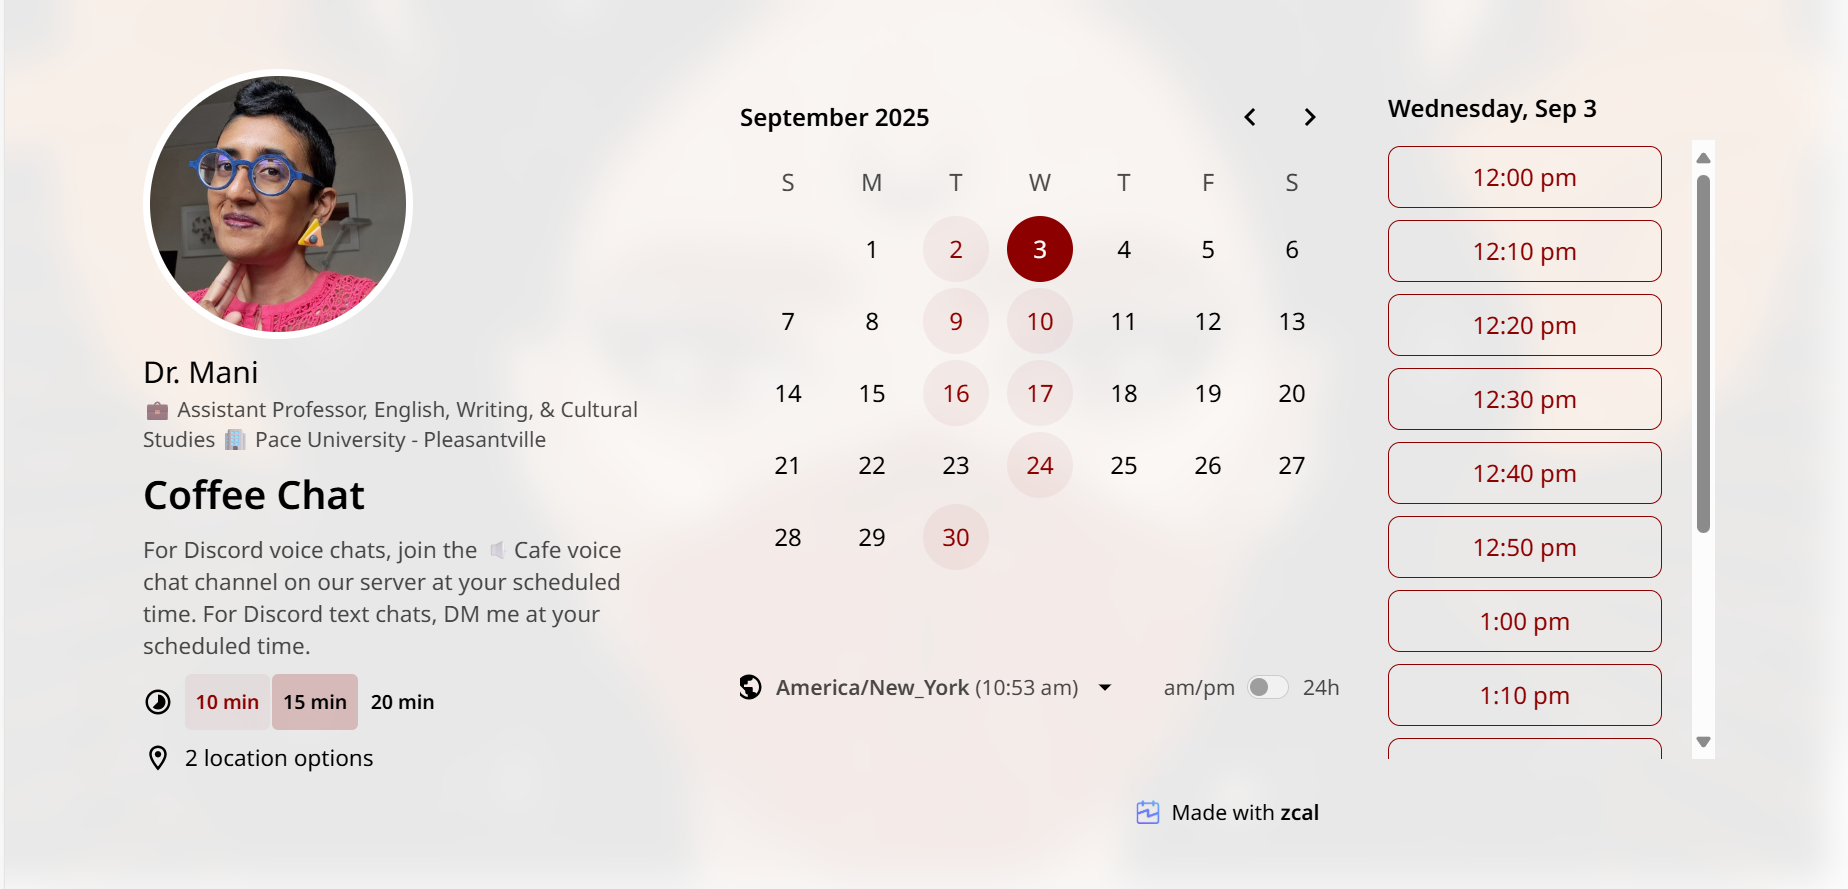 Dr. Mani
💼 Assistant Professor, English, Writing, & Cultural
Studies 🏢 Pace University - Pleasantville
Coffee Chat
For Discord voice chats, join the 🔈 Cafe voice
chat channel on our server at your scheduled
time. For Discord text chats, DM me at your
scheduled time.
10 min 15 min 20 min
2 location options
September 2025
S M T W T F S
1 2 3 4 5 6
7 8 9 10 11 12 13
14 15 16 17 18 19 20
21 22 23 24 25 26 27
28 29 30
America/New_York (10:53 am) am/pm 24h
Wednesday, Sep 3
12:00 pm
12:10 pm
12:20 pm
12:30 pm
12:40 pm
12:50 pm
1:00 pm
1:10 pm
Made with zcal